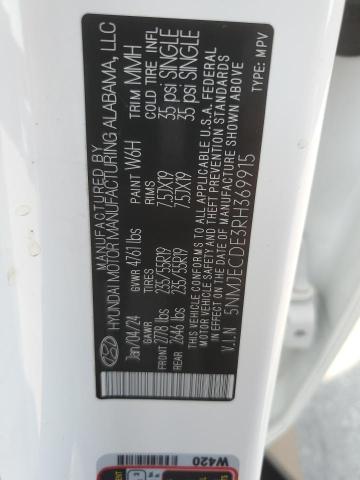 MANUFACTURED BY
HYUNDAI MOTOR MANUFACTURING ALABAMA, LLC
Jan/04/24 GVWR 4761 lbs PAINT W6H TRIM MMH
GAWR TIRES RIMS COLD TIRE INFL
FRONT 2778 lbs 235/55R19 7.5JX19 35 psi SINGLE
REAR 2646 lbs 235/55R19 7.5JX19 35 psi SINGLE
THIS VEHICLE CONFORMS TO ALL APPLICABLE U.S.A. FEDERAL
MOTOR VEHICLE SAFETY AND THEFT PREVENTION STANDARDS
IN EFFECT ON THE DATE OF MANUFACTURE SHOWN ABOVE
V.I.N 5NMJECDE3RH369915 TYPE: MPV
W420